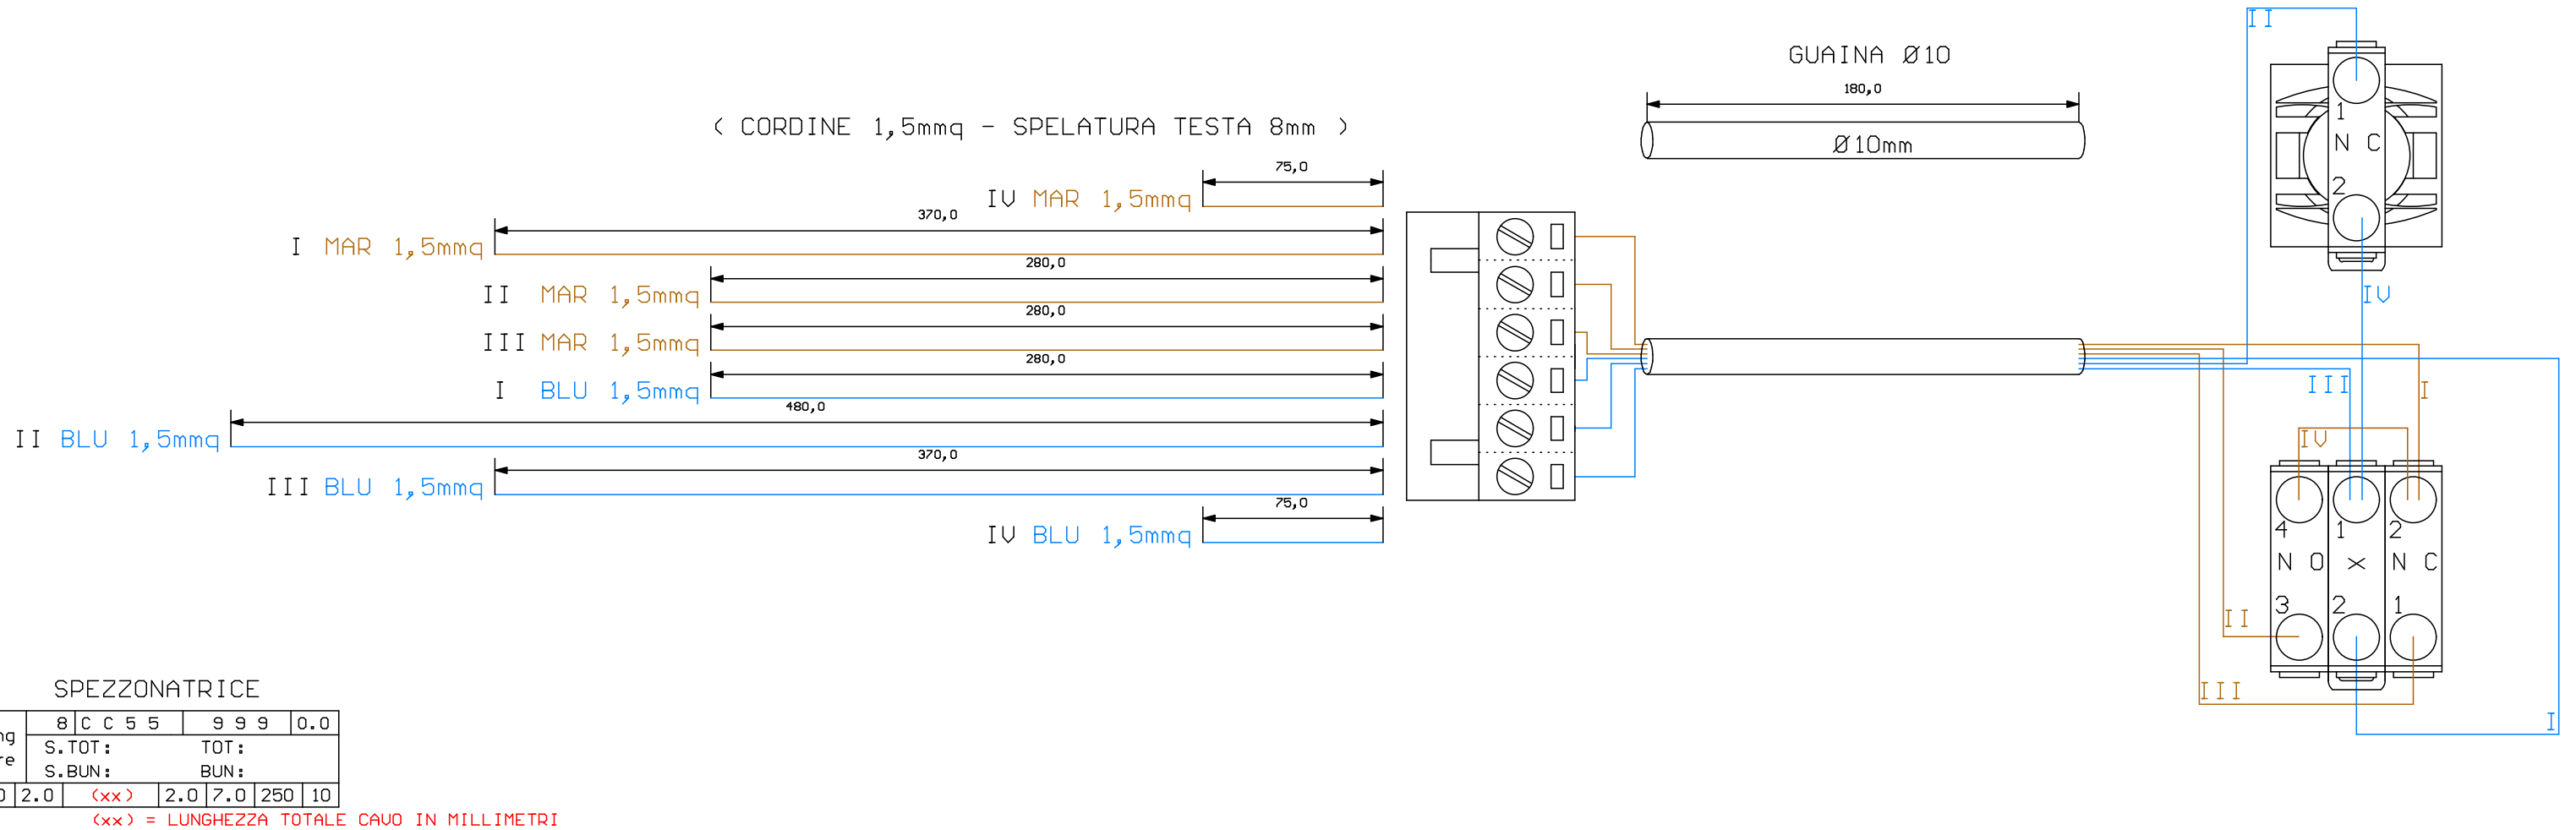 GUAINA Ø10
180,0
Ø10mm
( CORDINE 1,5mmq - SPELATURA TESTA 8mm )
75,0
IV MAR 1,5mmq
370,0
I MAR 1,5mmq
280,0
II MAR 1,5mmq
280,0
III MAR 1,5mmq
280,0
I BLU 1,5mmq
480,0
II BLU 1,5mmq
370,0
III BLU 1,5mmq
75,0
IV BLU 1,5mmq
II
1
N C
2
IV
III
I
IV
4 1 2
N O X N C
3 2 1
II
III
I
SPEZZONATRICE
8 C C 5 5 9 9 9 0.0
S.TOT: TOT:
S.BUN: BUN:
2.0 (xx) 2.0 7.0 250 10
(xx) = LUNGHEZZA TOTALE CAVO IN MILLIMETRI